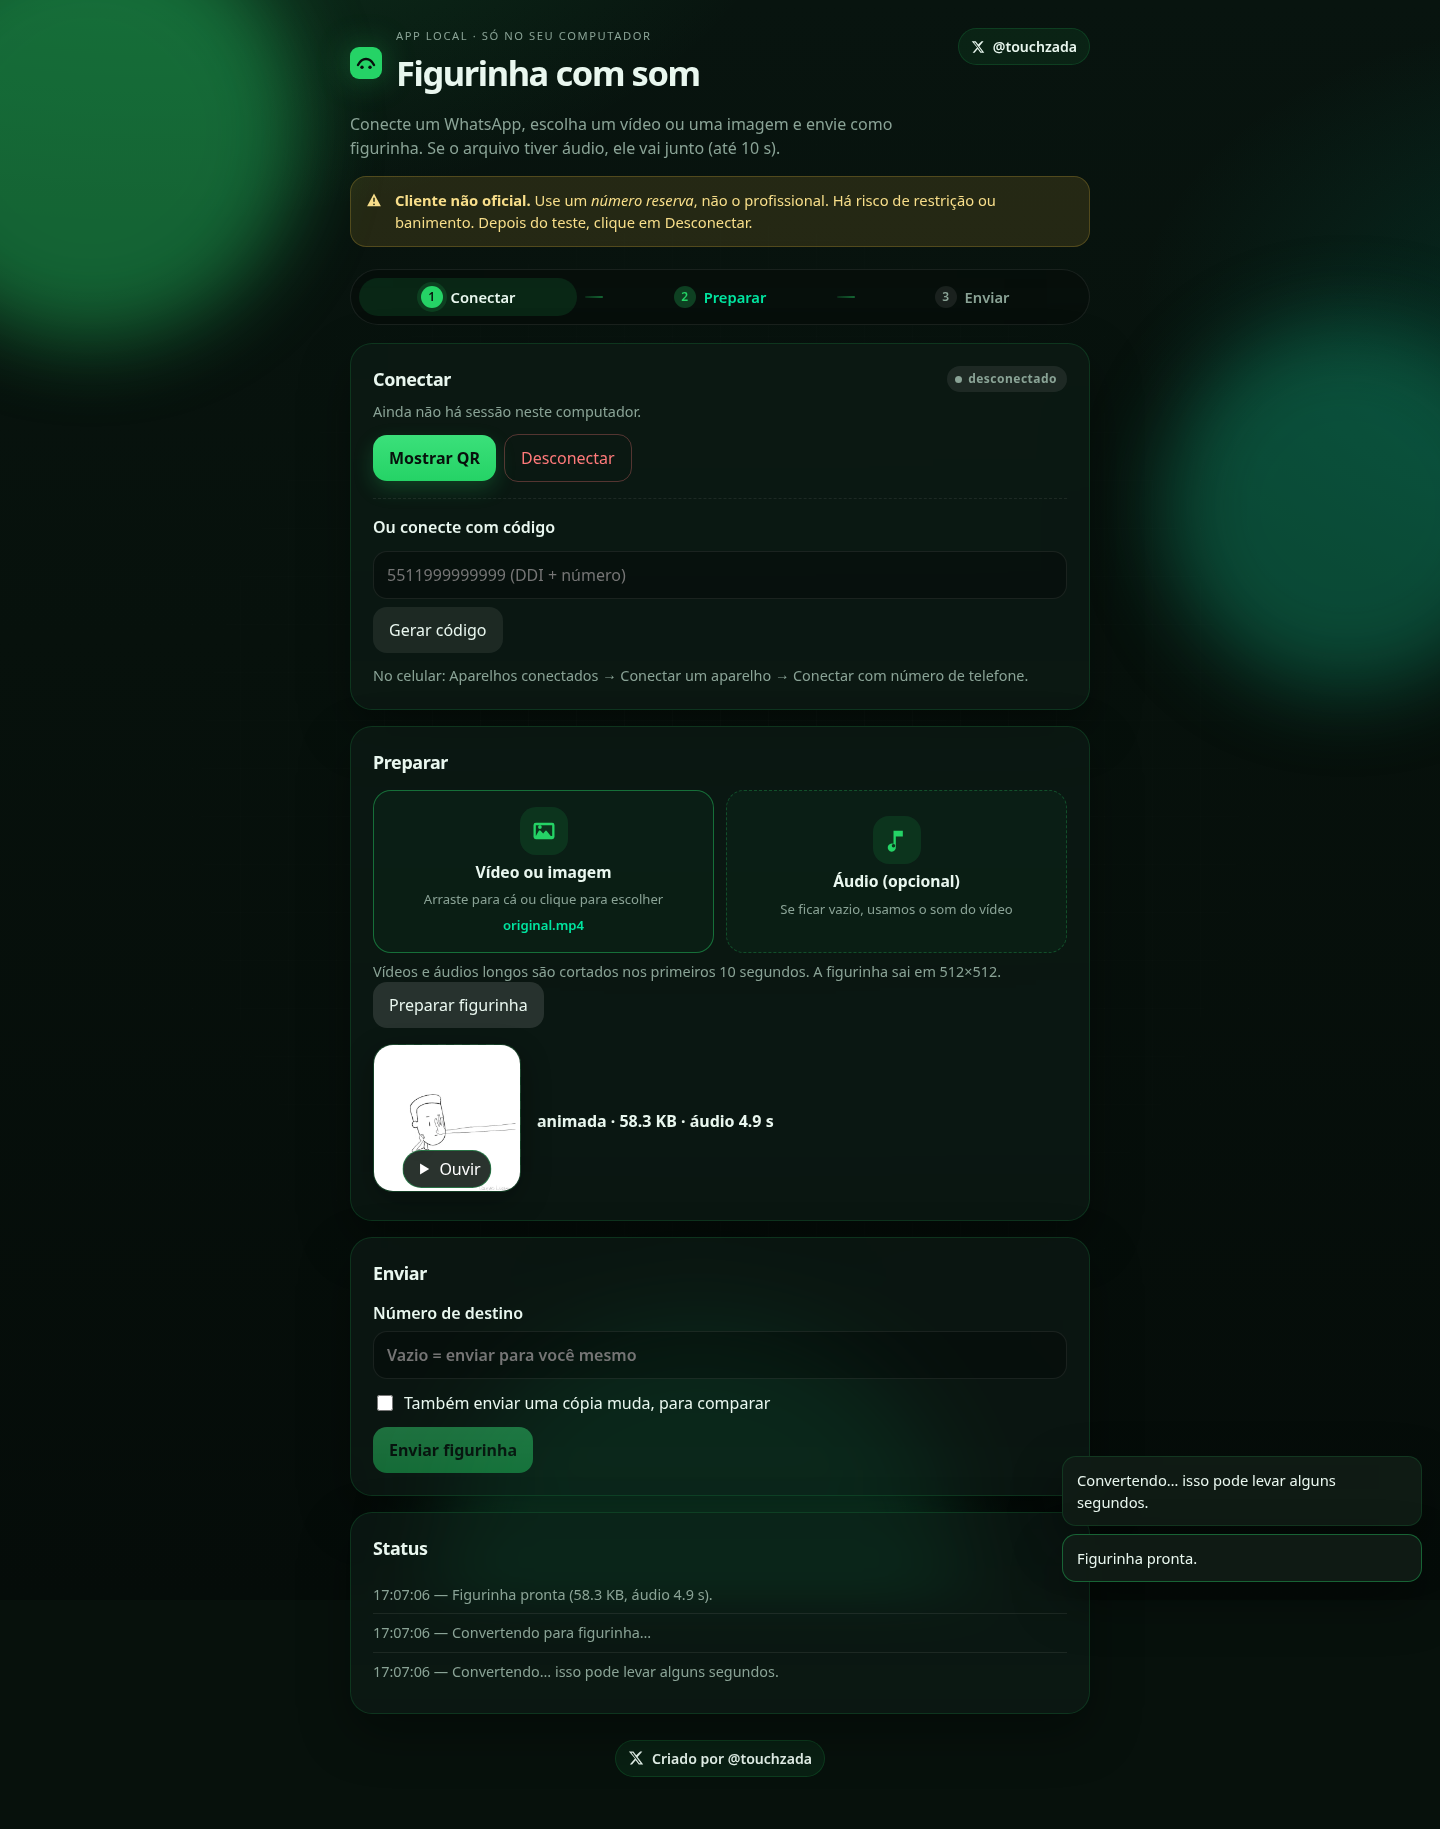 APP LOCAL · SÓ NO SEU COMPUTADOR
Figurinha com som
@touchzada
Conecte um WhatsApp, escolha um vídeo ou uma imagem e envie como
figurinha. Se o arquivo tiver áudio, ele vai junto (até 10 s).
Cliente não oficial. Use um número reserva, não o profissional. Há risco de restrição ou
banimento. Depois do teste, clique em Desconectar.
1 Conectar
2 Preparar
3 Enviar
Conectar
desconectado
Ainda não há sessão neste computador.
Mostrar QR
Desconectar
Ou conecte com código
5511999999999 (DDI + número)
Gerar código
No celular: Aparelhos conectados → Conectar um aparelho → Conectar com número de telefone.
Preparar
Vídeo ou imagem
Arraste para cá ou clique para escolher
original.mp4
Áudio (opcional)
Se ficar vazio, usamos o som do vídeo
Vídeos e áudios longos são cortados nos primeiros 10 segundos. A figurinha sai em 512×512.
Preparar figurinha
Ouvir
animada · 58.3 KB · áudio 4.9 s
Enviar
Número de destino
Vazio = enviar para você mesmo
Também enviar uma cópia muda, para comparar
Enviar figurinha
Convertendo… isso pode levar alguns
segundos.
Figurinha pronta.
Status
17:07:06 — Figurinha pronta (58.3 KB, áudio 4.9 s).
17:07:06 — Convertendo para figurinha…
17:07:06 — Convertendo… isso pode levar alguns segundos.
Criado por @touchzada